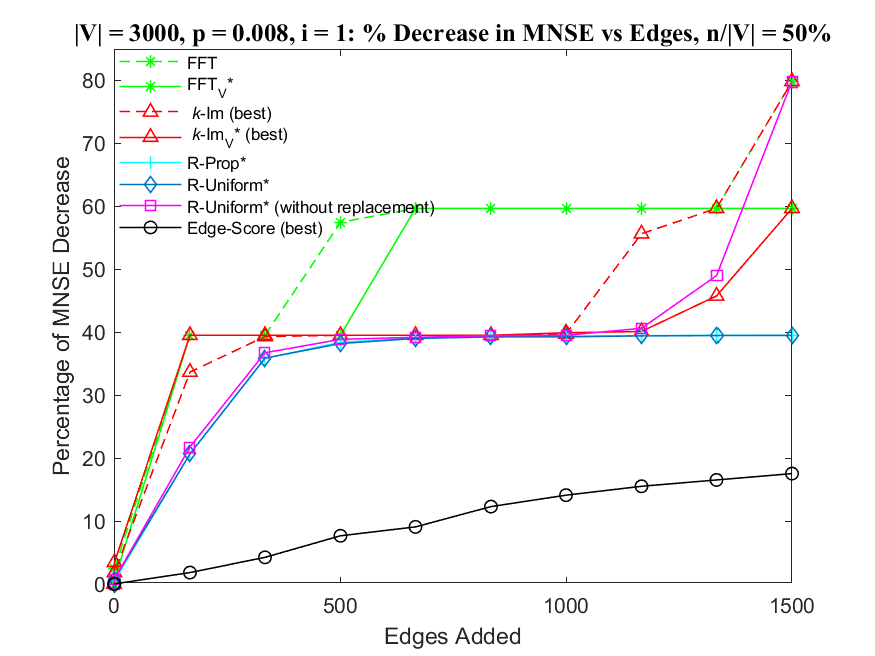 |V| = 3000, p = 0.008, i = 1: % Decrease in MNSE vs Edges, n/|V| = 50%
FFT
FFT_V*
k-Im (best)
k-Im_V* (best)
R-Prop*
R-Uniform*
R-Uniform* (without replacement)
Edge-Score (best)
80
70
60
50
40
30
20
10
0
Percentage of MNSE Decrease
0 500 1000 1500
Edges Added